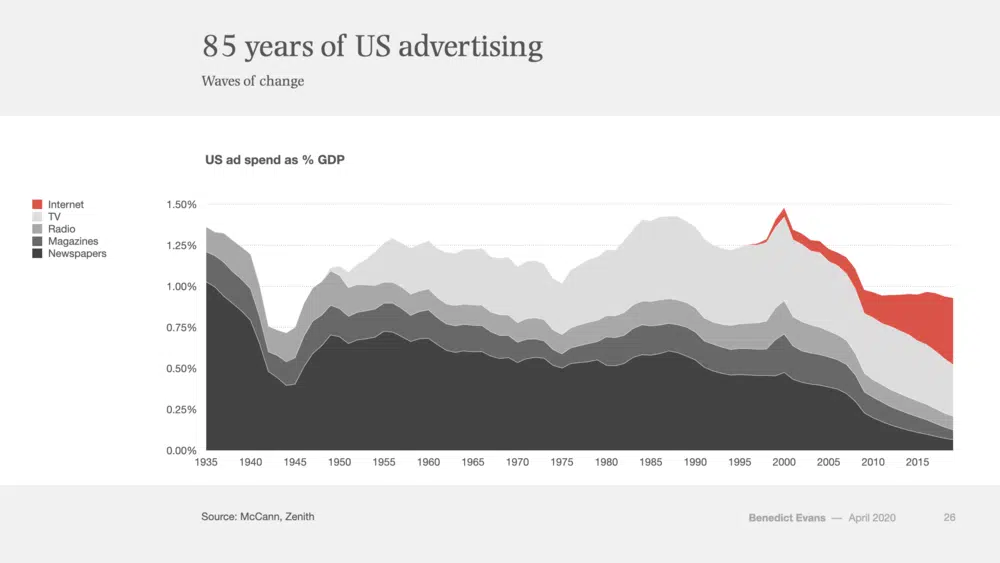 85 years of US advertising
Waves of change
US ad spend as % GDP
Internet
TV
Radio
Magazines
Newspapers
1.50%
1.25%
1.00%
0.75%
0.50%
0.25%
0.00%
1935 1940 1945 1950 1955 1960 1965 1970 1975 1980 1985 1990 1995 2000 2005 2010 2015
Source: McCann, Zenith
Benedict Evans — April 2020 26